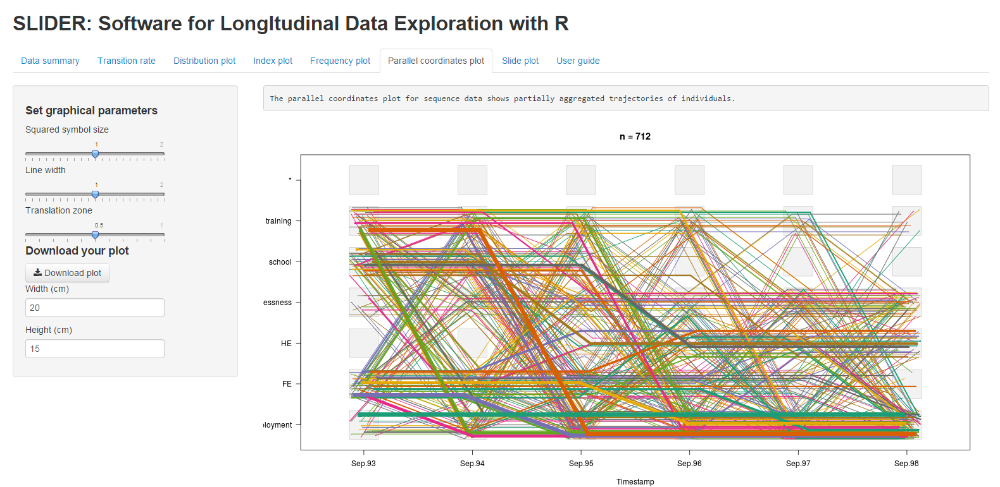 SLIDER: Software for LongItudinal Data Exploration with R
Data summary Transition rate Distribution plot Index plot Frequency plot Parallel coordinates plot Slide plot User guide
Set graphical parameters
Squared symbol size
1 2
Line width
1 2
Translation zone
0.5 1
Download your plot
Download plot
Width (cm)
20
Height (cm)
15
The parallel coordinates plot for sequence data shows partially aggregated trajectories of individuals.
n = 712
*
training
school
essness
HE
FE
loyment
Sep.93 Sep.94 Sep.95 Sep.96 Sep.97 Sep.98
Timestamp